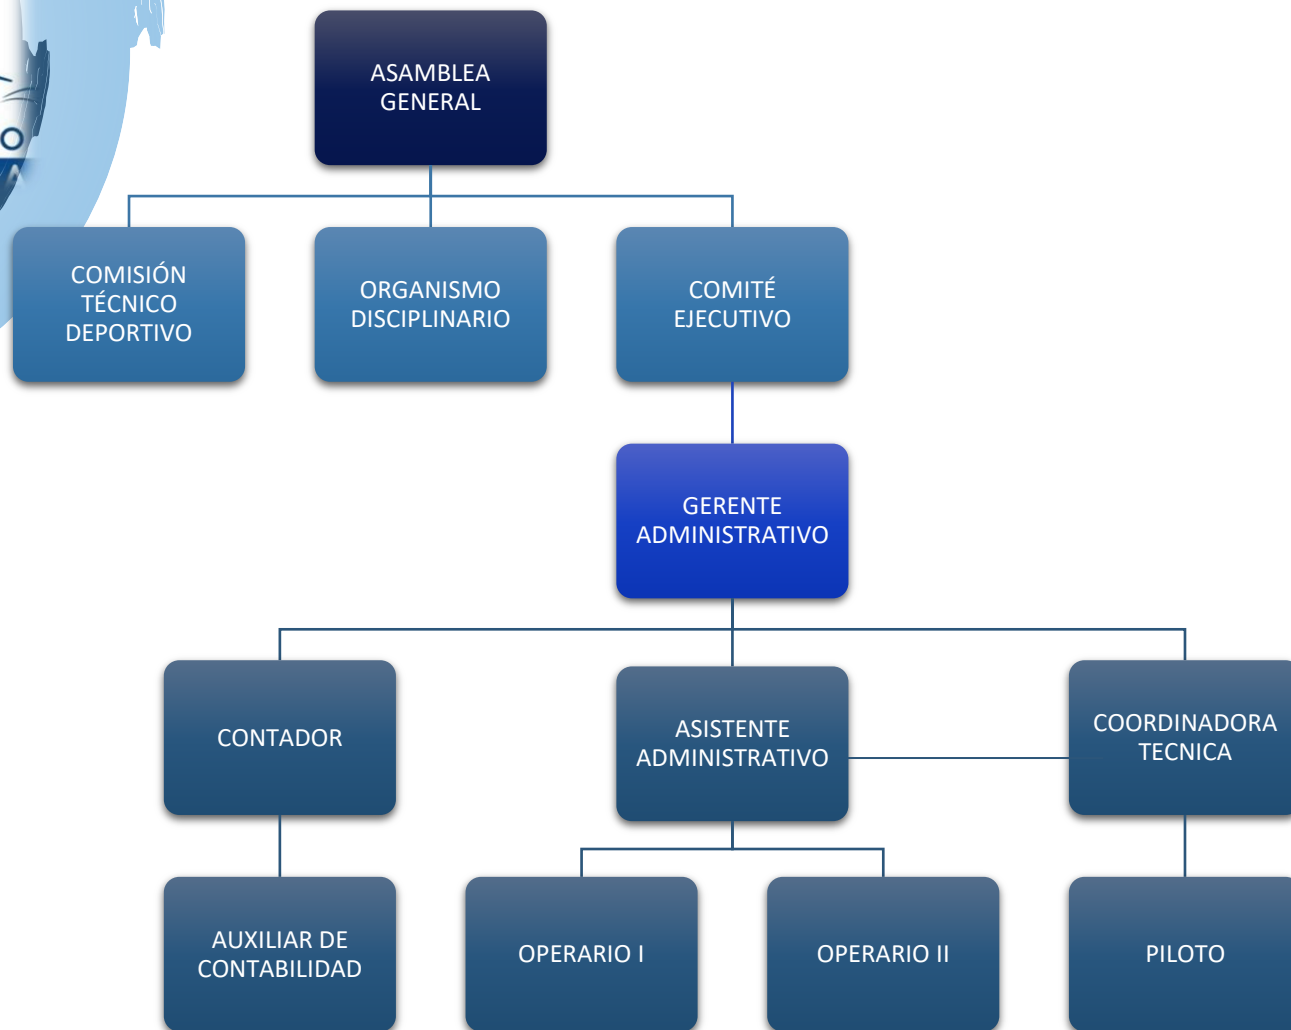 ASAMBLEA
GENERAL
COMISIÓN
TÉCNICO
DEPORTIVO
ORGANISMO
DISCIPLINARIO
COMITÉ
EJECUTIVO
GERENTE
ADMINISTRATIVO
CONTADOR
ASISTENTE
ADMINISTRATIVO
COORDINADORA
TECNICA
AUXILIAR DE
CONTABILIDAD
OPERARIO I
OPERARIO II
PILOTO